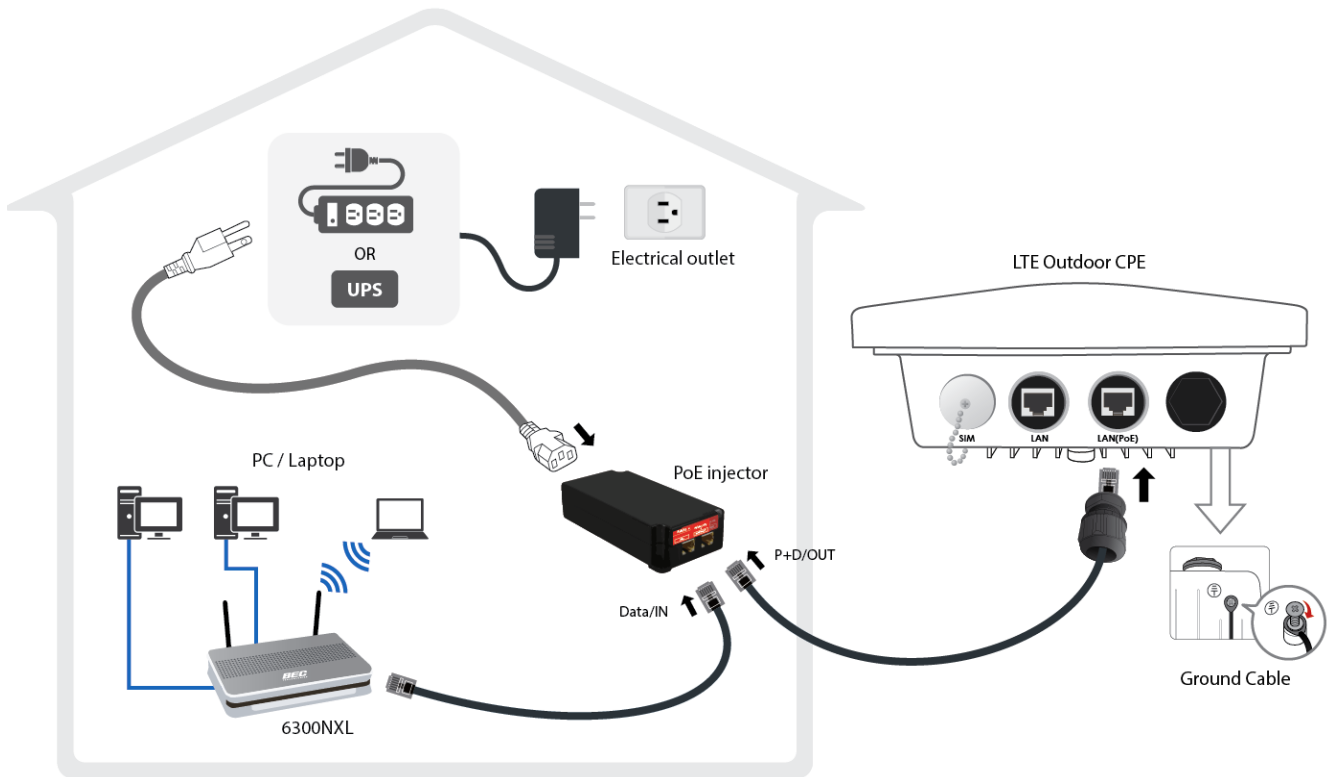 OR
UPS
Electrical outlet
LTE Outdoor CPE
SIM
LAN
LAN(PoE)
PC / Laptop
PoE injector
P+D/OUT
Data/IN
BEC
6300NXL
Ground Cable